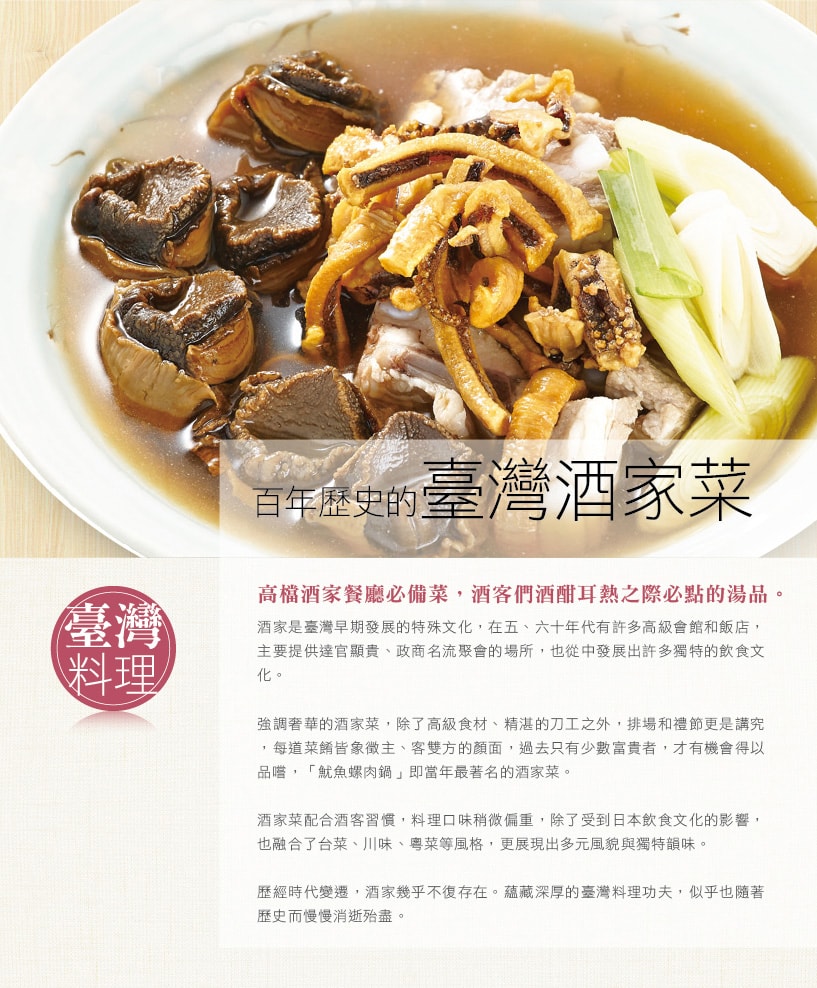 百年歷史的臺灣酒家菜
臺灣
料理
高檔酒家餐廳必備菜，酒客們酒酣耳熱之際必點的湯品。
酒家是臺灣早期發展的特殊文化，在五、六十年代有許多高級會館和飯店，
主要提供達官顯貴、政商名流聚會的場所，也從中發展出許多獨特的飲食文
化。
強調奢華的酒家菜，除了高級食材、精湛的刀工之外，排場和禮節更是講究
，每道菜餚皆象徵主、客雙方的顏面，過去只有少數富貴者，才有機會得以
品嚐，「魷魚螺肉鍋」即當年最著名的酒家菜。
酒家菜配合酒客習慣，料理口味稍微偏重，除了受到日本飲食文化的影響，
也融合了台菜、川味、粵菜等風格，更展現出多元風貌與獨特韻味。
歷經時代變遷，酒家幾乎不復存在。蘊藏深厚的臺灣料理功夫，似乎也隨著
歷史而慢慢消逝殆盡。